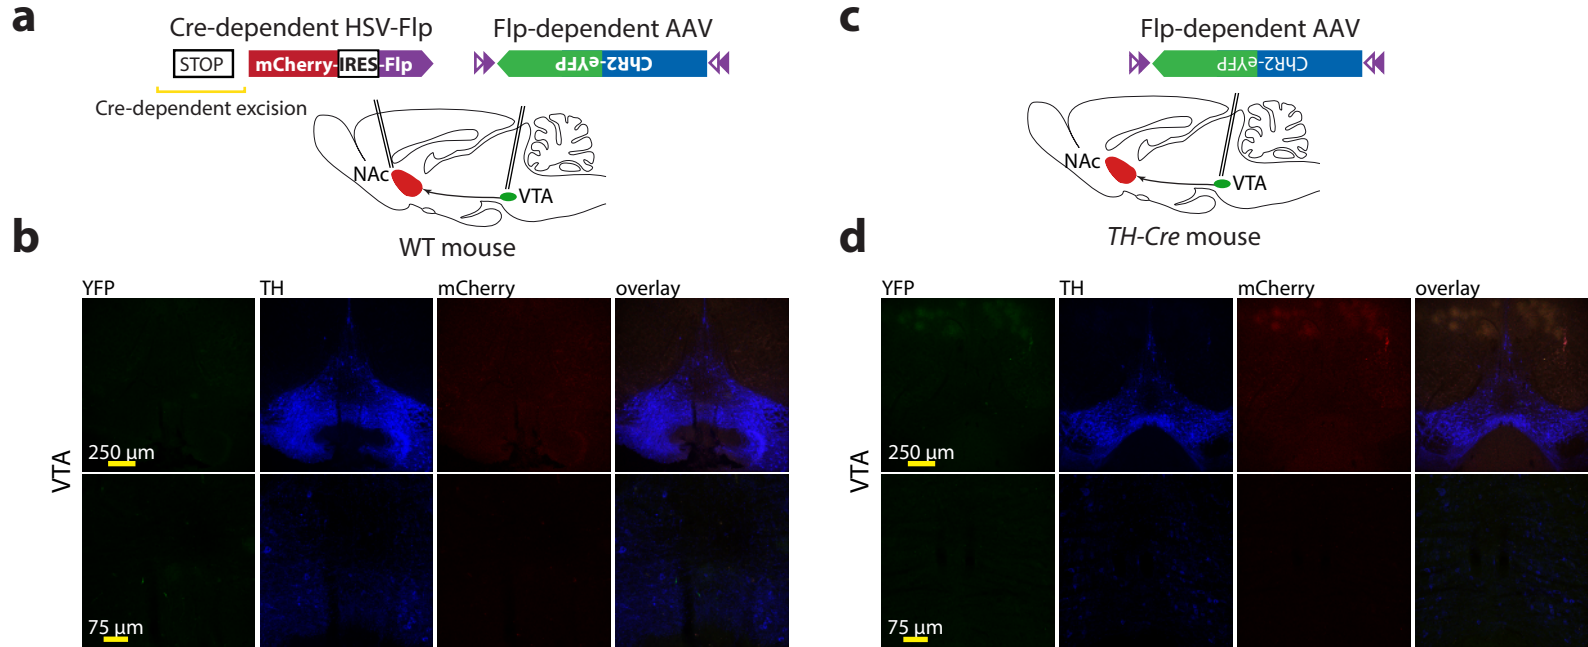 a
Cre-dependent HSV-Flp
Flp-dependent AAV
STOP
mCherry-IRES-Flp
ChR2-eYFP
Cre-dependent excision
NAc
VTA
WT mouse
b
YFP
TH
mCherry
overlay
VTA
250 µm
75 µm
c
Flp-dependent AAV
ChR2-eYFP
NAc
VTA
TH-Cre mouse
d
YFP
TH
mCherry
overlay
VTA
250 µm
75 µm